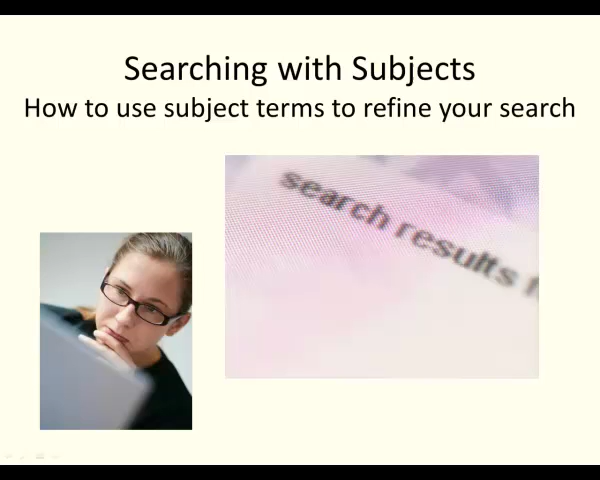 Searching with Subjects
How to use subject terms to refine your search
search results